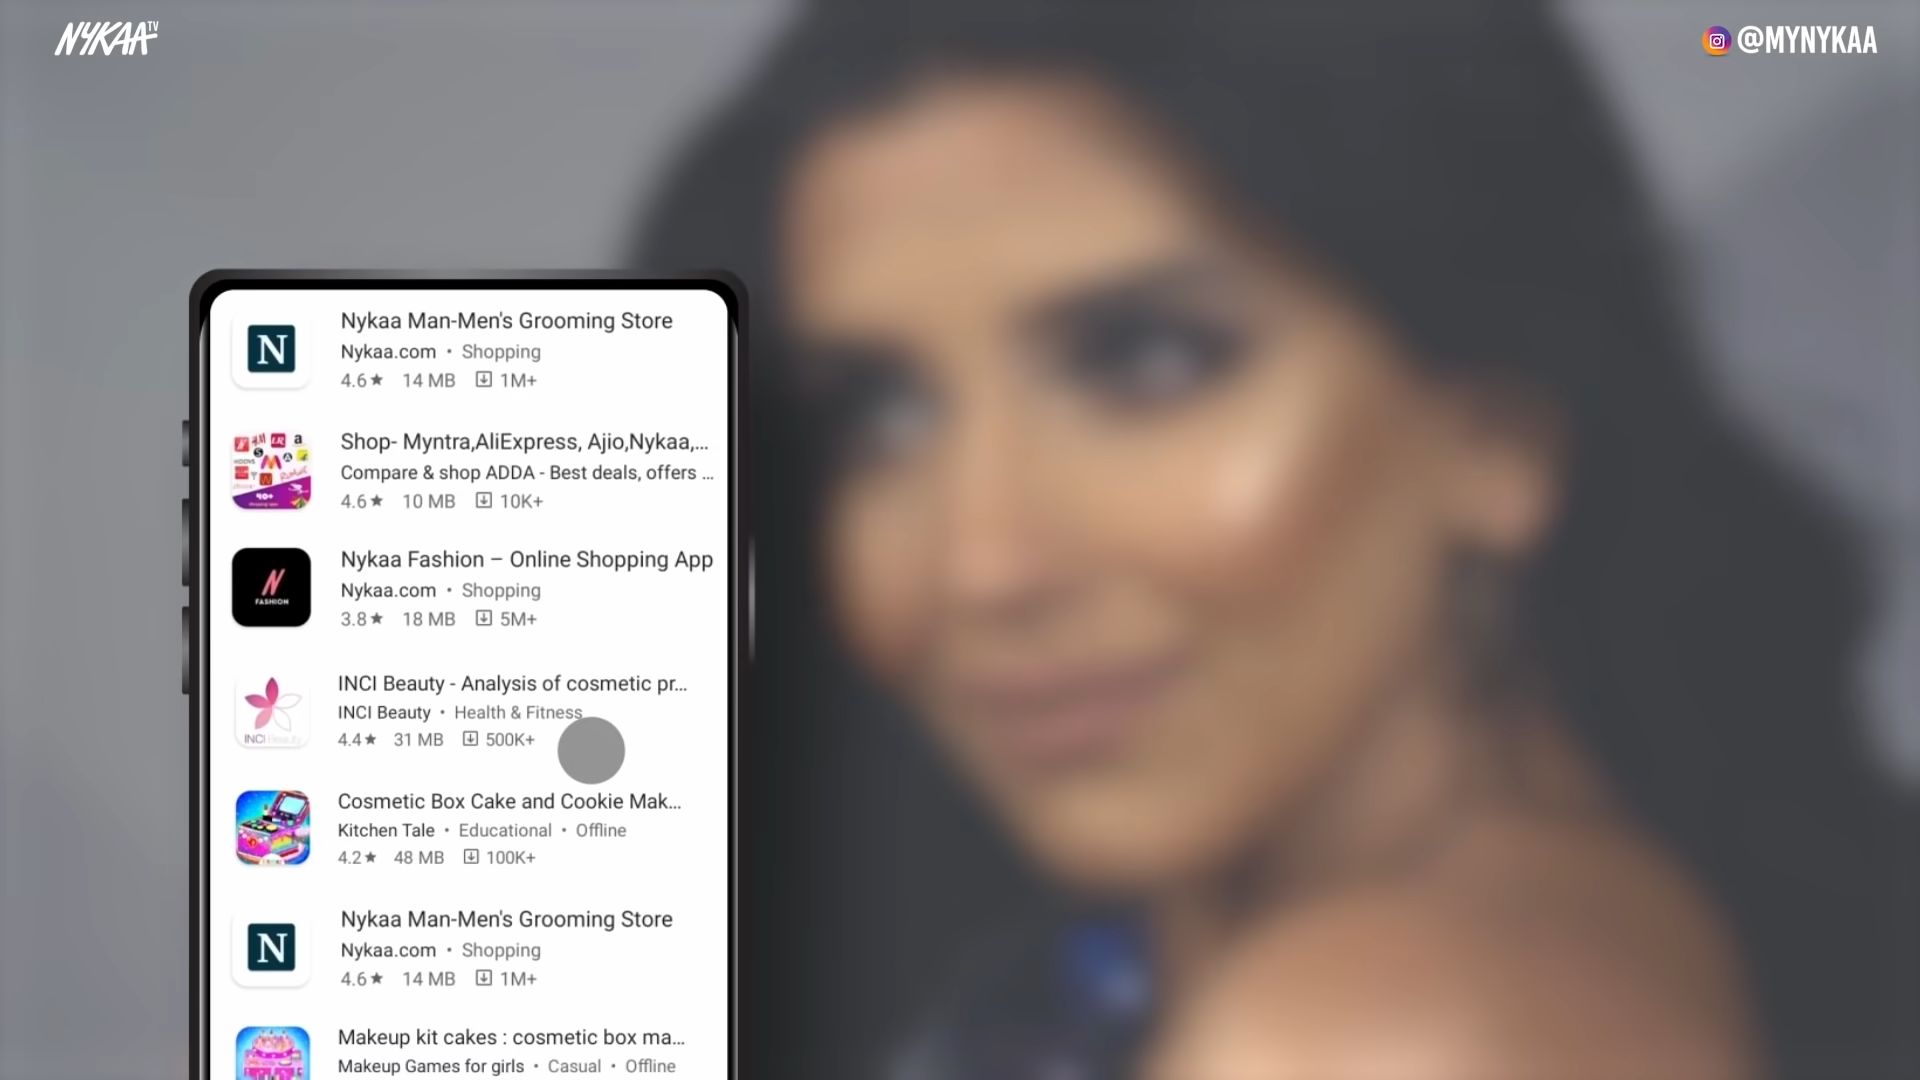 NYKAA TV
@MYNYKAA
N
Nykaa Man-Men's Grooming Store
Nykaa.com • Shopping
4.6★ 14 MB 1M+
Shop- Myntra,AliExpress, Ajio,Nykaa,...
Compare & shop ADDA - Best deals, offers ...
4.6★ 10 MB 10K+
N
FASHION
Nykaa Fashion – Online Shopping App
Nykaa.com • Shopping
3.8★ 18 MB 5M+
INCI Beauty
INCI Beauty - Analysis of cosmetic pr...
INCI Beauty • Health & Fitness
4.4★ 31 MB 500K+
Cosmetic Box Cake and Cookie Mak...
Kitchen Tale • Educational • Offline
4.2★ 48 MB 100K+
N
Nykaa Man-Men's Grooming Store
Nykaa.com • Shopping
4.6★ 14 MB 1M+
Makeup kit cakes : cosmetic box ma...
Makeup Games for girls • Casual • Offline